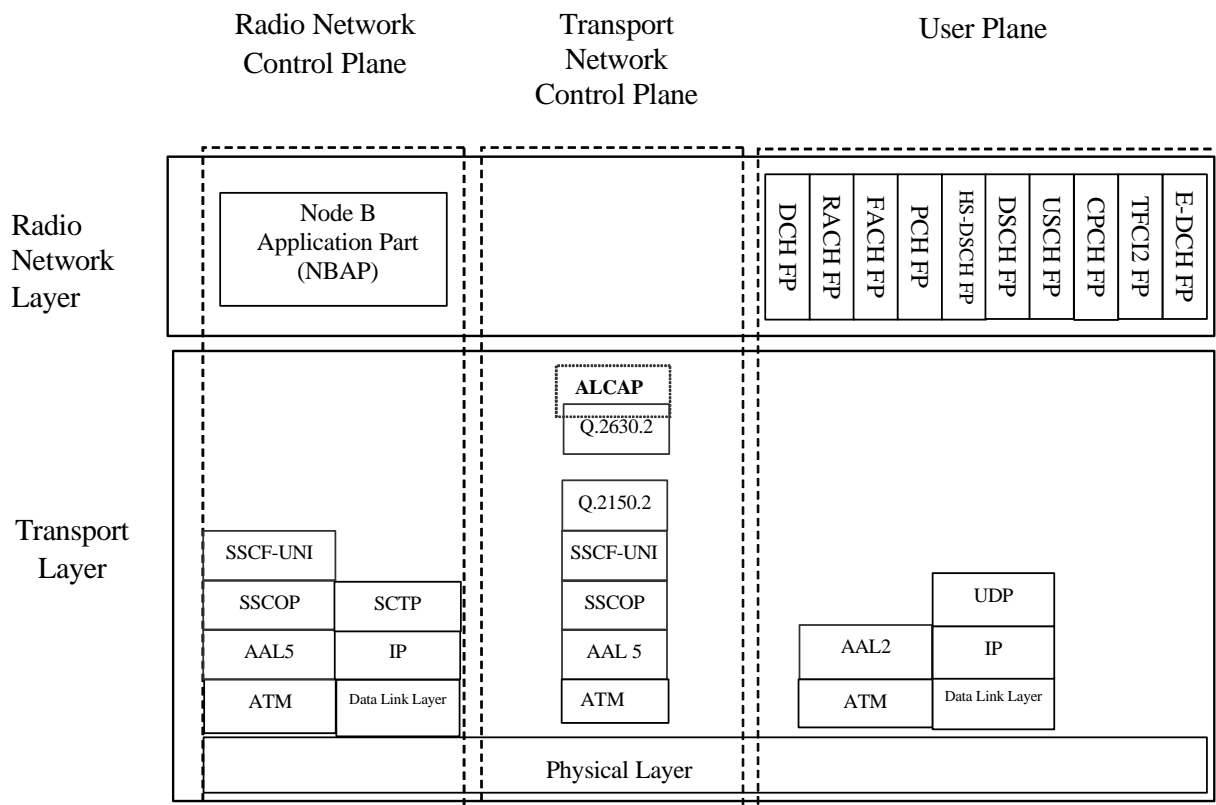 Radio Network
Control Plane
Transport
Network
Control Plane
User Plane
Radio
Network
Layer
Node B
Application Part
(NBAP)
DCH FP
RACH FP
FACH FP
PCH FP
HS-DSCH FP
DSCH FP
USCH FP
CPCH FP
TFCI2 FP
E-DCH FP
Transport
Layer
ALCAP
Q.2630.2
Q.2150.2
SSCF-UNI
SSCOP
AAL 5
ATM
SSCF-UNI
SSCOP
AAL5
ATM
SCTP
IP
Data Link Layer
AAL2
ATM
UDP
IP
Data Link Layer
Physical Layer